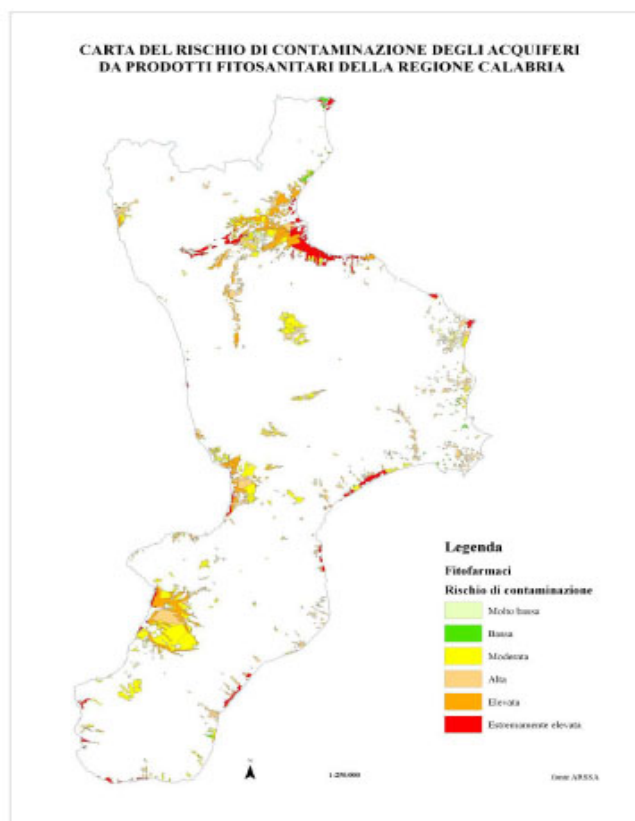 CARTA DEL RISCHIO DI CONTAMINAZIONE DEGLI ACQUIFERI
DA PRODOTTI FITOSANITARI DELLA REGIONE CALABRIA
Legenda
Fitofarmaci
Rischio di contaminazione
Molto bassa
Bassa
Moderata
Alta
Elevata
Estremamente elevata
1:250.000
fonte ARSSA